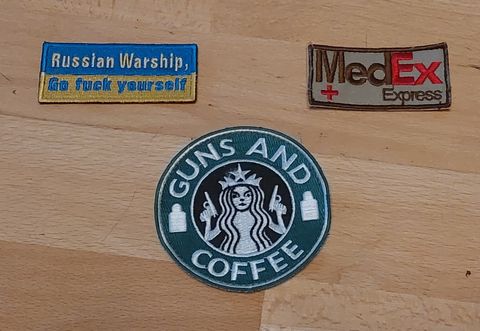 Russian Warship,
Go fuck yourself
MedEx
Express
GUNS AND
COFFEE